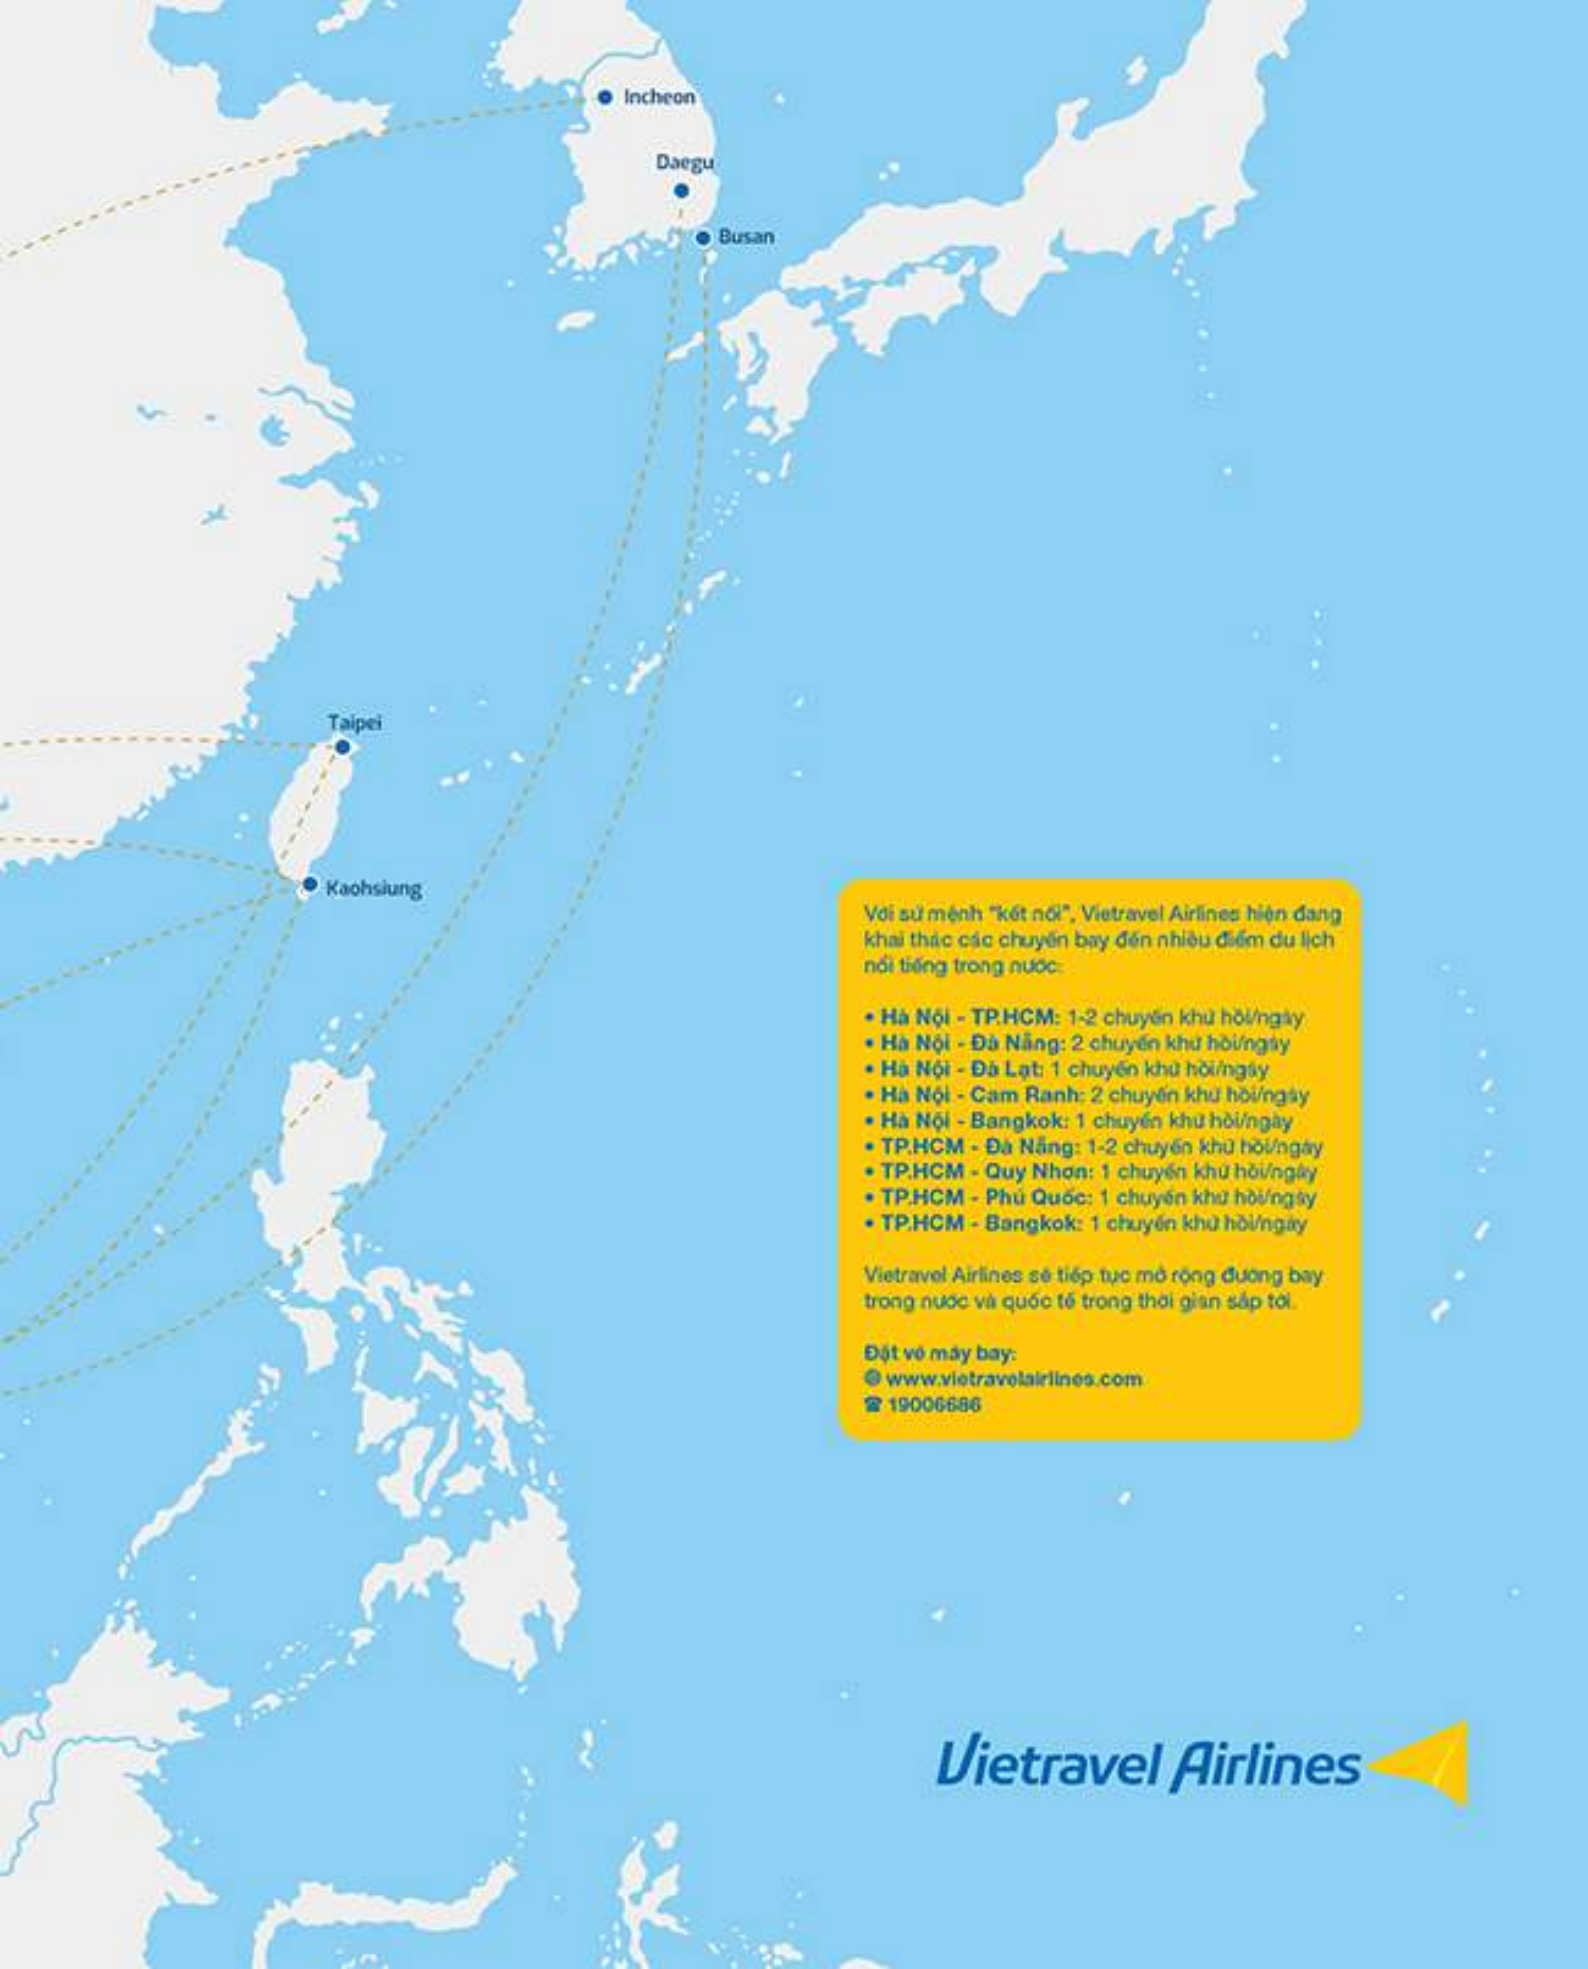 Incheon
Daegu
Busan
Taipei
Kaohsiung
Với sứ mệnh “kết nối”, Vietravel Airlines hiện đang
khai thác các chuyến bay đến nhiều điểm du lịch
nổi tiếng trong nước:
• Hà Nội - TP.HCM: 1-2 chuyến khứ hồi/ngày
• Hà Nội - Đà Nẵng: 2 chuyến khứ hồi/ngày
• Hà Nội - Đà Lạt: 1 chuyến khứ hồi/ngày
• Hà Nội - Cam Ranh: 2 chuyến khứ hồi/ngày
• Hà Nội - Bangkok: 1 chuyến khứ hồi/ngày
• TP.HCM - Đà Nẵng: 1-2 chuyến khứ hồi/ngày
• TP.HCM - Quy Nhơn: 1 chuyến khứ hồi/ngày
• TP.HCM - Phú Quốc: 1 chuyến khứ hồi/ngày
• TP.HCM - Bangkok: 1 chuyến khứ hồi/ngày
Vietravel Airlines sẽ tiếp tục mở rộng đường bay
trong nước và quốc tế trong thời gian sắp tới.
Đặt vé máy bay:
www.vietravelairlines.com
☎ 19006686
Vietravel Airlines